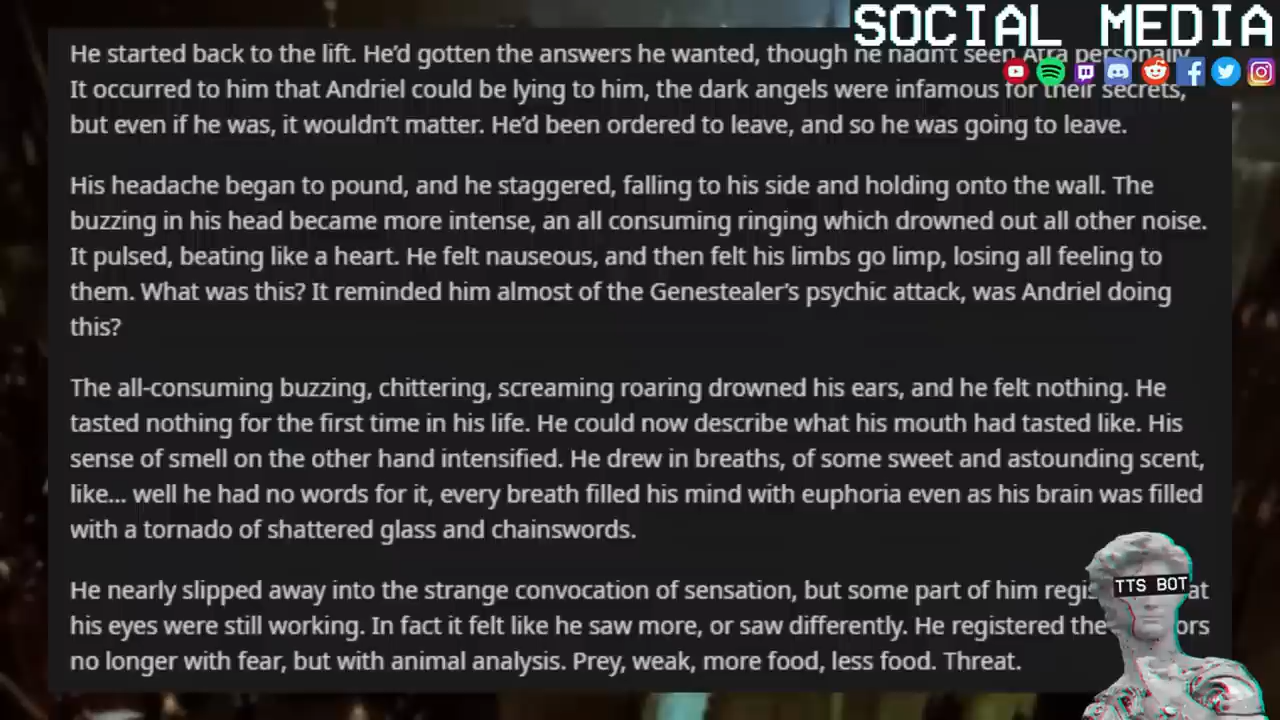 SOCIAL MEDIA
He started back to the lift. He'd gotten the answers he wanted, though he hadn't seen Afra personally.
It occurred to him that Andriel could be lying to him, the dark angels were infamous for their secrets,
but even if he was, it wouldn't matter. He'd been ordered to leave, and so he was going to leave.
His headache began to pound, and he staggered, falling to his side and holding onto the wall. The
buzzing in his head became more intense, an all consuming ringing which drowned out all other noise.
It pulsed, beating like a heart. He felt nauseous, and then felt his limbs go limp, losing all feeling to
them. What was this? It reminded him almost of the Genestealer's psychic attack, was Andriel doing
this?
The all-consuming buzzing, chittering, screaming roaring drowned his ears, and he felt nothing. He
tasted nothing for the first time in his life. He could now describe what his mouth had tasted like. His
sense of smell on the other hand intensified. He drew in breaths, of some sweet and astounding scent,
like... well he had no words for it, every breath filled his mind with euphoria even as his brain was filled
with a tornado of shattered glass and chainswords.
He nearly slipped away into the strange convocation of sensation, but some part of him regis at
his eyes were still working. In fact it felt like he saw more, or saw differently. He registered the ors
no longer with fear, but with animal analysis. Prey, weak, more food, less food. Threat.
TTS BOT